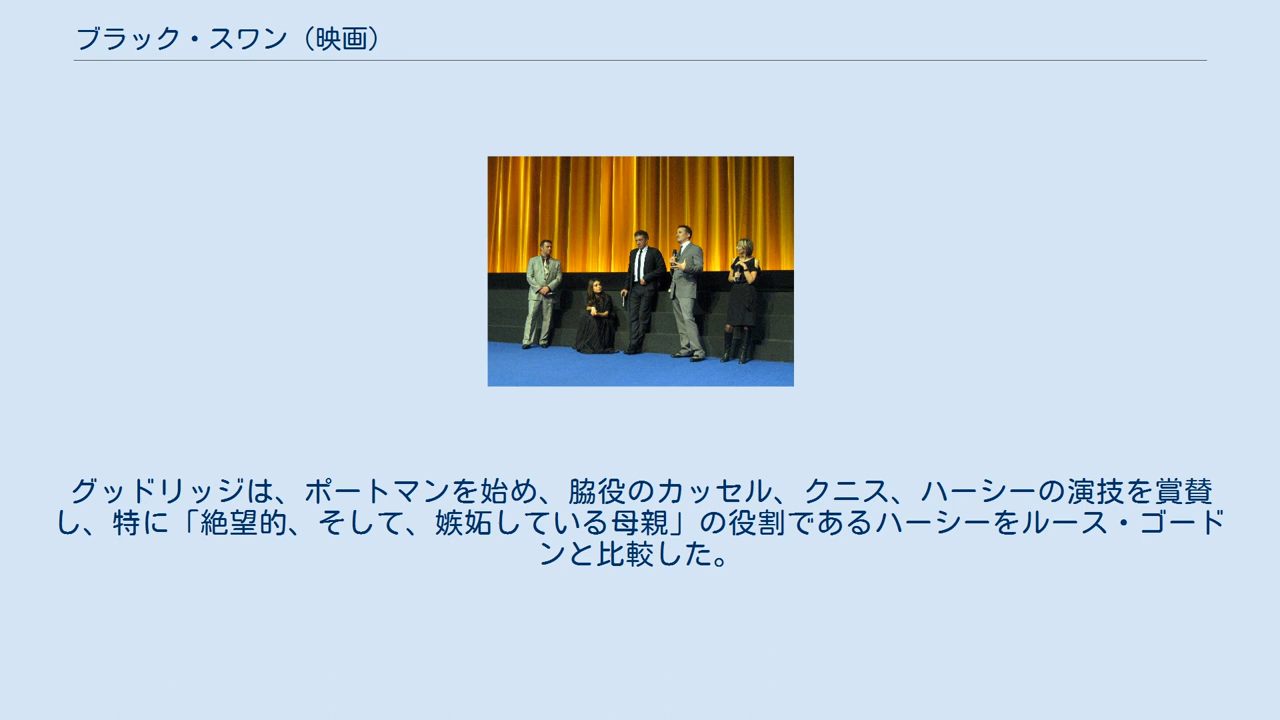 ブラック・スワン（映画）
グッドリッジは、ポートマンを始め、脇役のカッセル、クニス、ハーシーの演技を賞賛
し、特に「絶望的、そして、嫉妬している母親」の役割であるハーシーをルース・ゴード
ンと比較した。